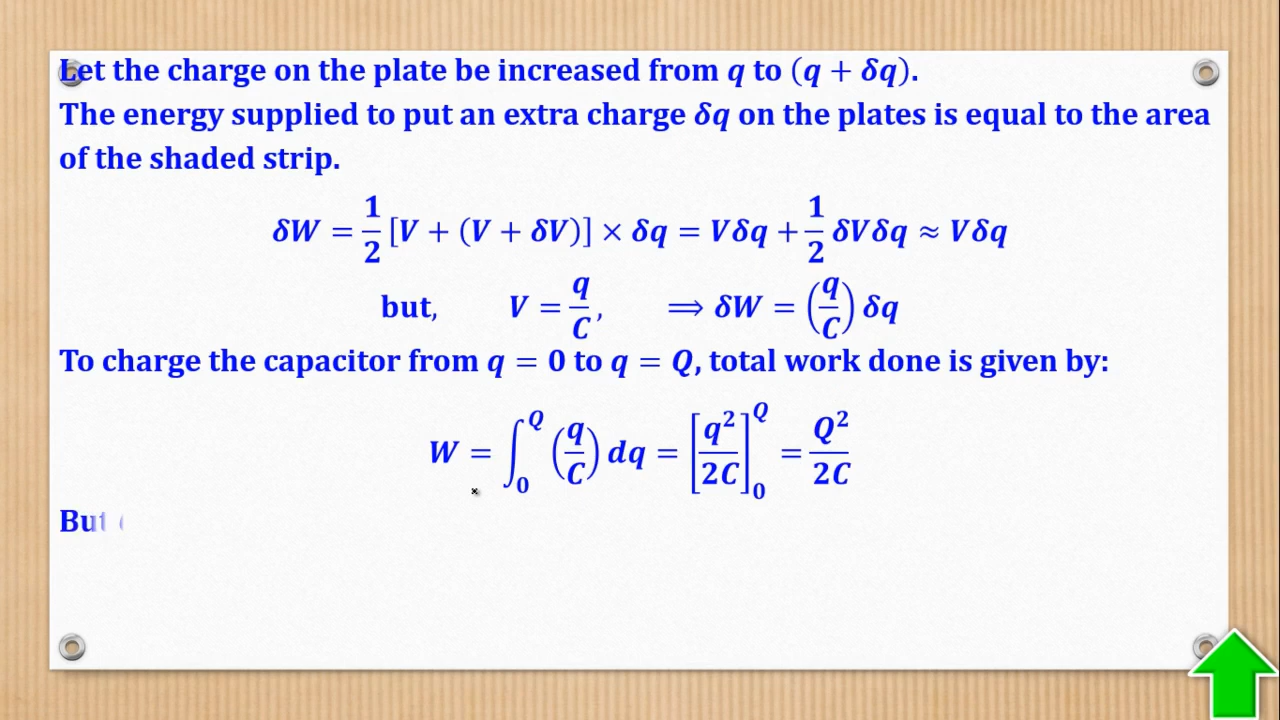 Let the charge on the plate be increased from q to (q + δq).
The energy supplied to put an extra charge δq on the plates is equal to the area
of the shaded strip.
δW = 1/2 [V + (V + δV)] × δq = Vδq + 1/2 δVδq ≈ Vδq
but, V = q/C, ⟹ δW = (q/C) δq
To charge the capacitor from q = 0 to q = Q, total work done is given by:
W = ∫₀^Q (q/C) dq = [q²/2C]₀^Q = Q²/2C
But